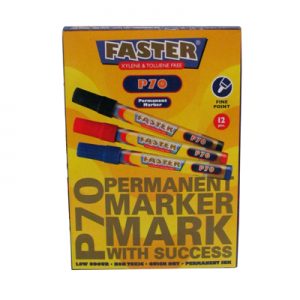 FASTER
XYLENE & TOLUENE FREE
P70
Permanent
Marker
FINE
POINT
12
pcs
FASTER
FASTER
FASTER
P70
PERMANENT
MARKER
MARK
WITH SUCCESS
LOW ODOUR - NON TOXIC - QUICK DRY - PERMANENT INK